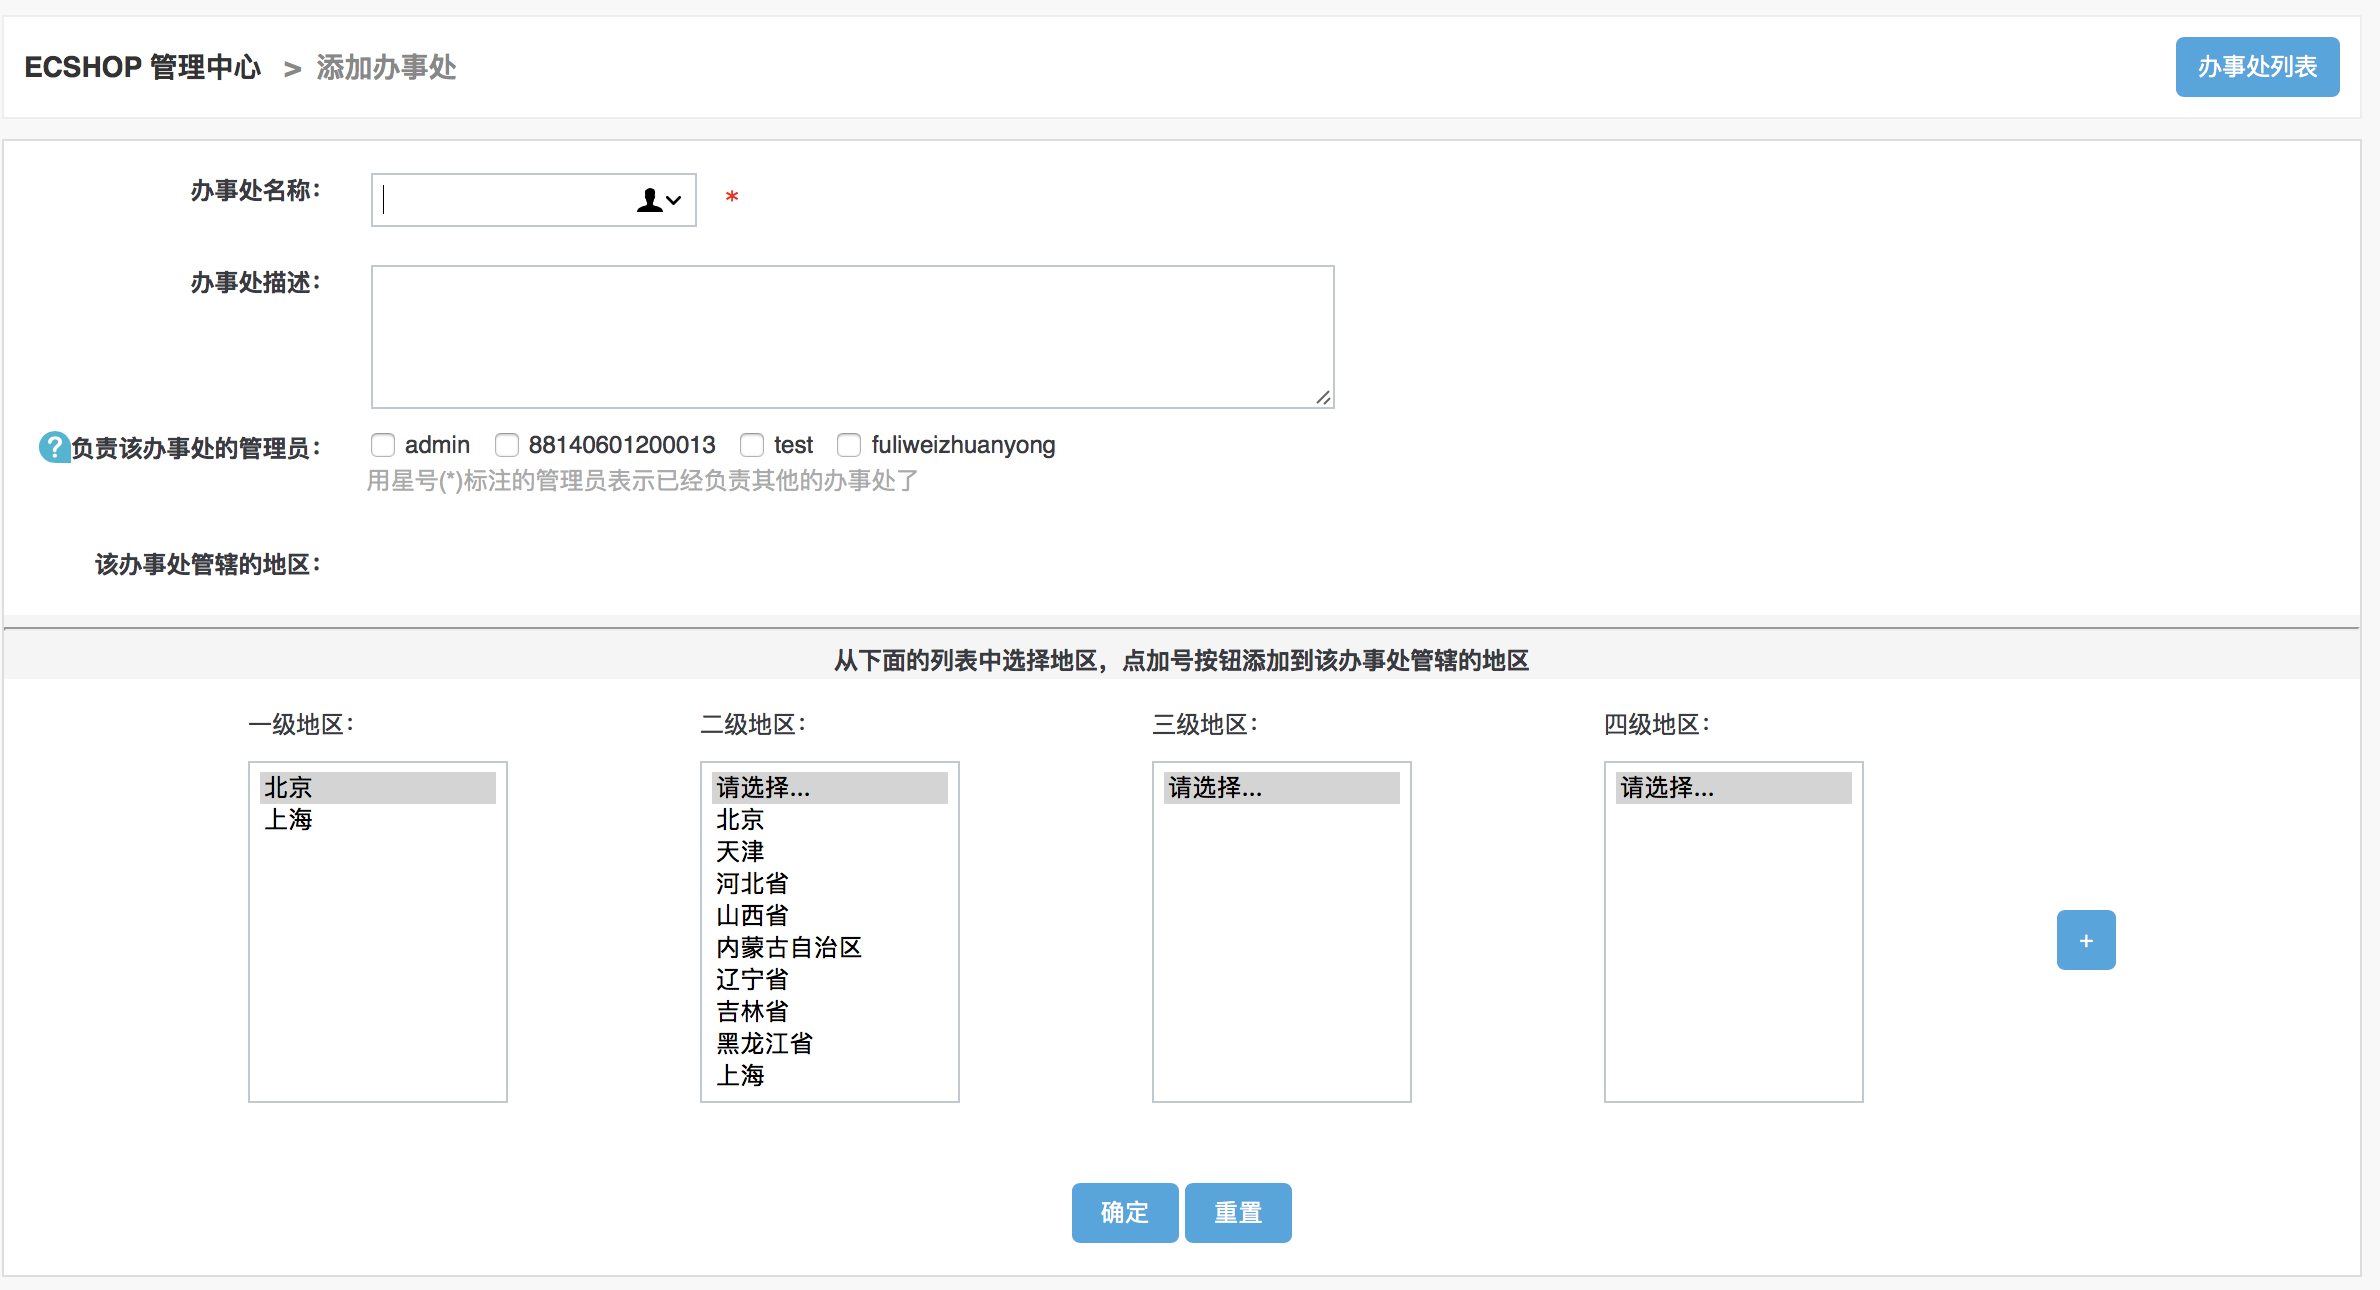 ECSHOP 管理中心 > 添加办事处
办事处列表
办事处名称：
*
办事处描述：
?负责该办事处的管理员：
admin 88140601200013 test fuliweizhuanyong
用星号(*)标注的管理员表示已经负责其他的办事处了
该办事处管辖的地区：
从下面的列表中选择地区，点加号按钮添加到该办事处管辖的地区
一级地区：
北京
上海
二级地区：
请选择...
北京
天津
河北省
山西省
内蒙古自治区
辽宁省
吉林省
黑龙江省
上海
三级地区：
请选择...
四级地区：
请选择...
+
确定 重置